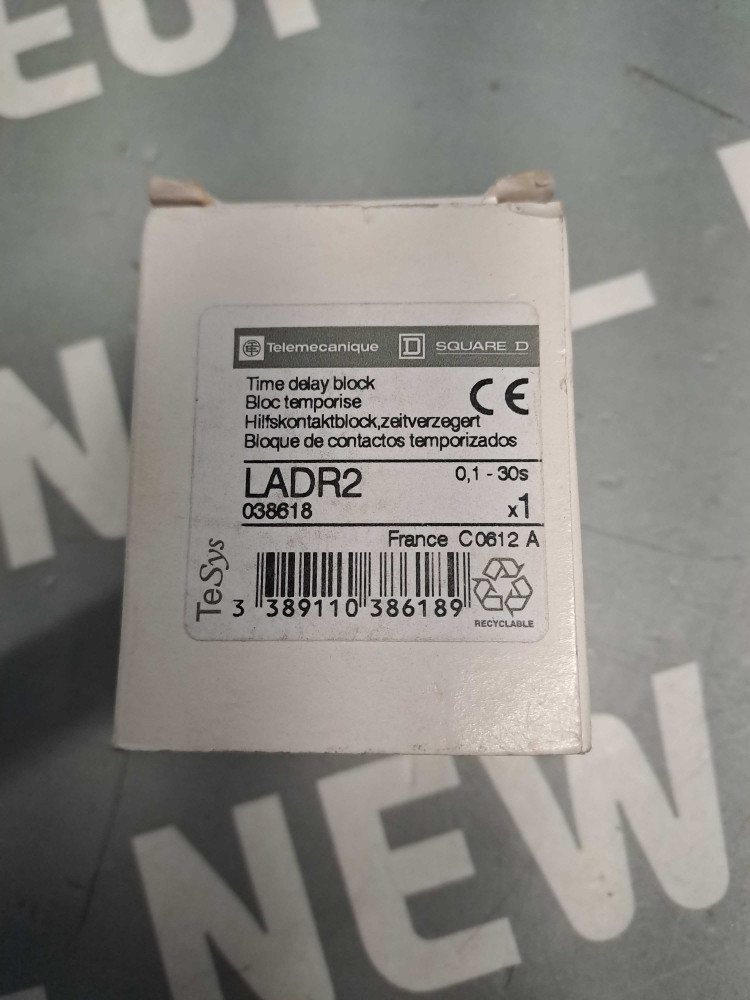 Telemecanique D SQUARE D
Time delay block
Bloc temporise
Hilfskontaktblock,zeitverzegert
Bloque de contactos temporizados
CE
LADR2 0,1 - 30s
038618 x1
France C0612 A
TeSys
3 389110 386189
RECYCLABLE
NEW